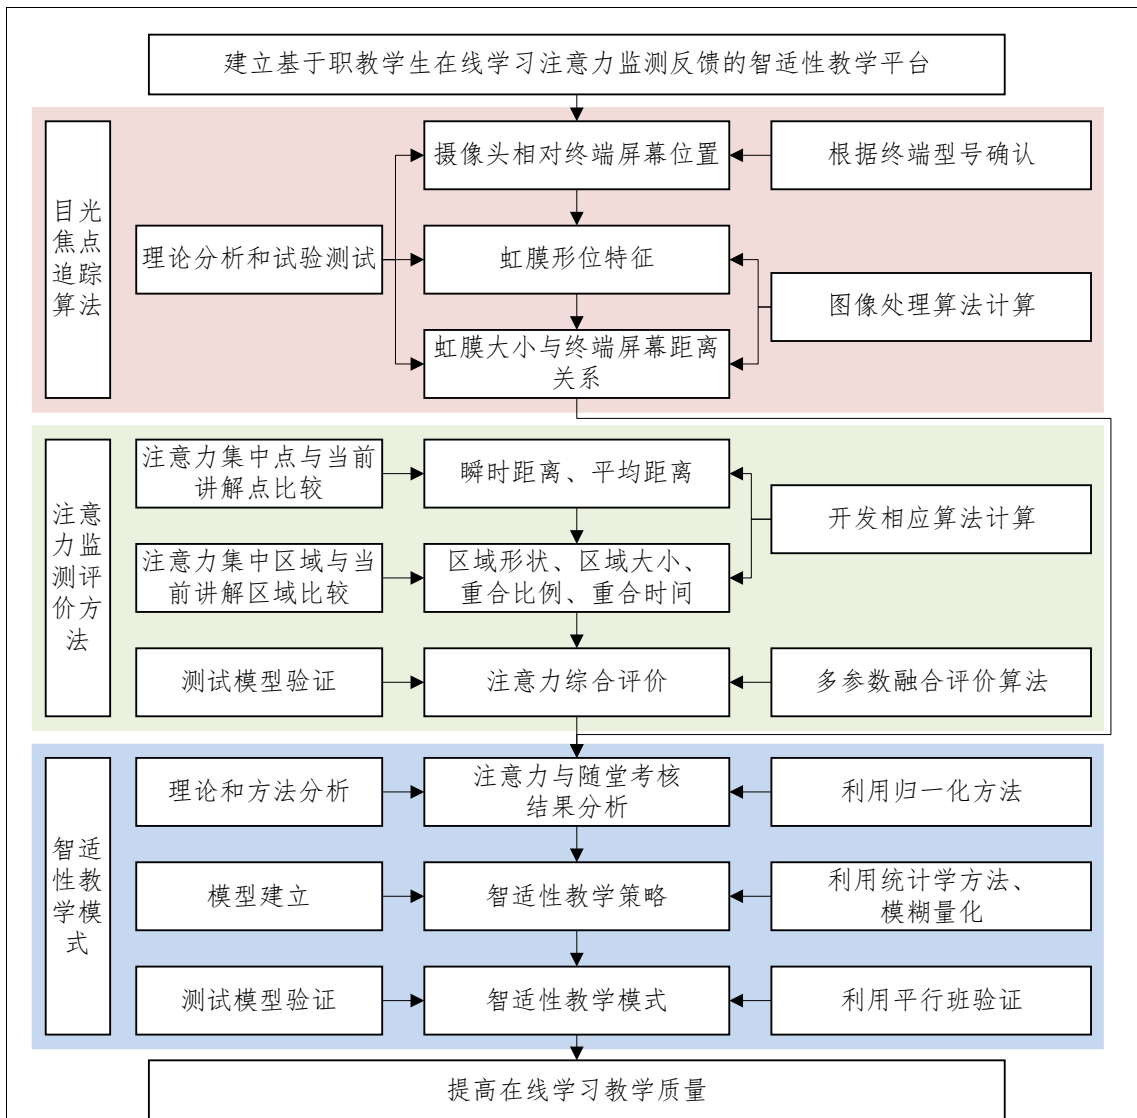 建立基于职教学生在线学习注意力监测反馈的智适性教学平台
目光
焦点
追踪
算法
摄像头相对终端屏幕位置
根据终端型号确认
理论分析和试验测试
虹膜形位特征
图像处理算法计算
虹膜大小与终端屏幕距离
关系
注意
力监
测评
价方
法
注意力集中点与当前
讲解点比较
瞬时距离、平均距离
开发相应算法计算
注意力集中区域与当
前讲解区域比较
区域形状、区域大小、
重合比例、重合时间
测试模型验证
注意力综合评价
多参数融合评价算法
智适
性教
学模
式
理论和方法分析
注意力与随堂考核
结果分析
利用归一化方法
模型建立
智适性教学策略
利用统计学方法、
模糊量化
测试模型验证
智适性教学模式
利用平行班验证
提高在线学习教学质量